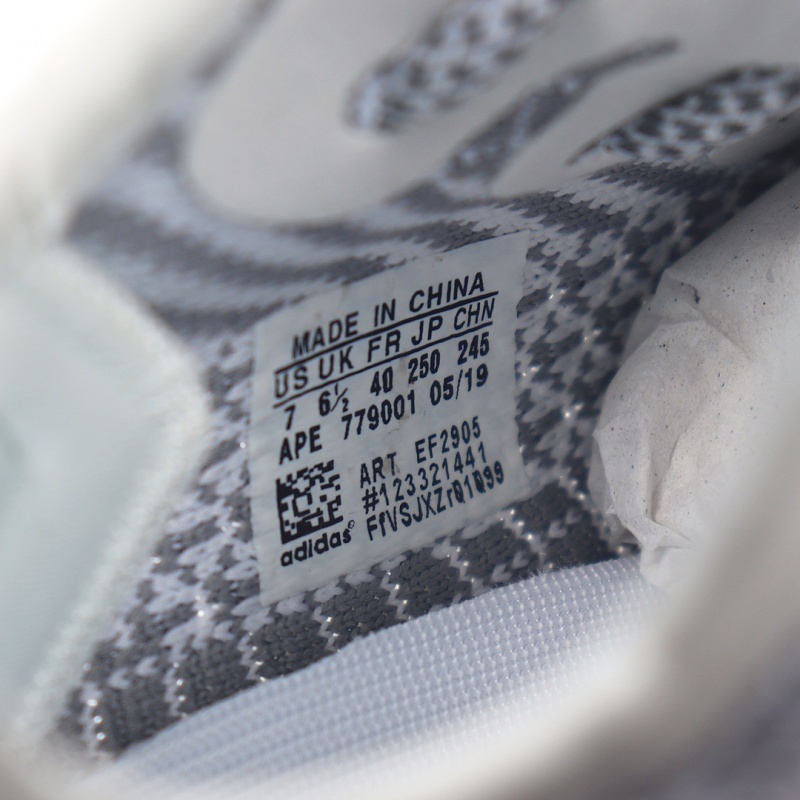 MADE IN CHINA
US UK FR JP CHN
7 6½ 40 250 245
APE 779001 05/19
ART EF2905
#123321441
FfVSJXZrQ1Q99
adidas®